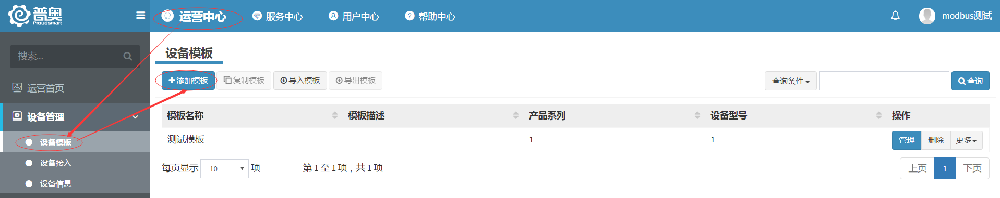 普奥
Proudsmart
运营中心
服务中心
用户中心
帮助中心
modbus测试
搜索...
运营首页
设备管理
设备模版
设备接入
设备信息
设备模板
添加模板
复制模板
导入模板
导出模板
查询条件
查询
模板名称 模板描述 产品系列 设备型号 操作
测试模板 1 1 管理 删除 更多
每页显示 10 项 第 1 至 1 项，共 1 项 上页 1 下页